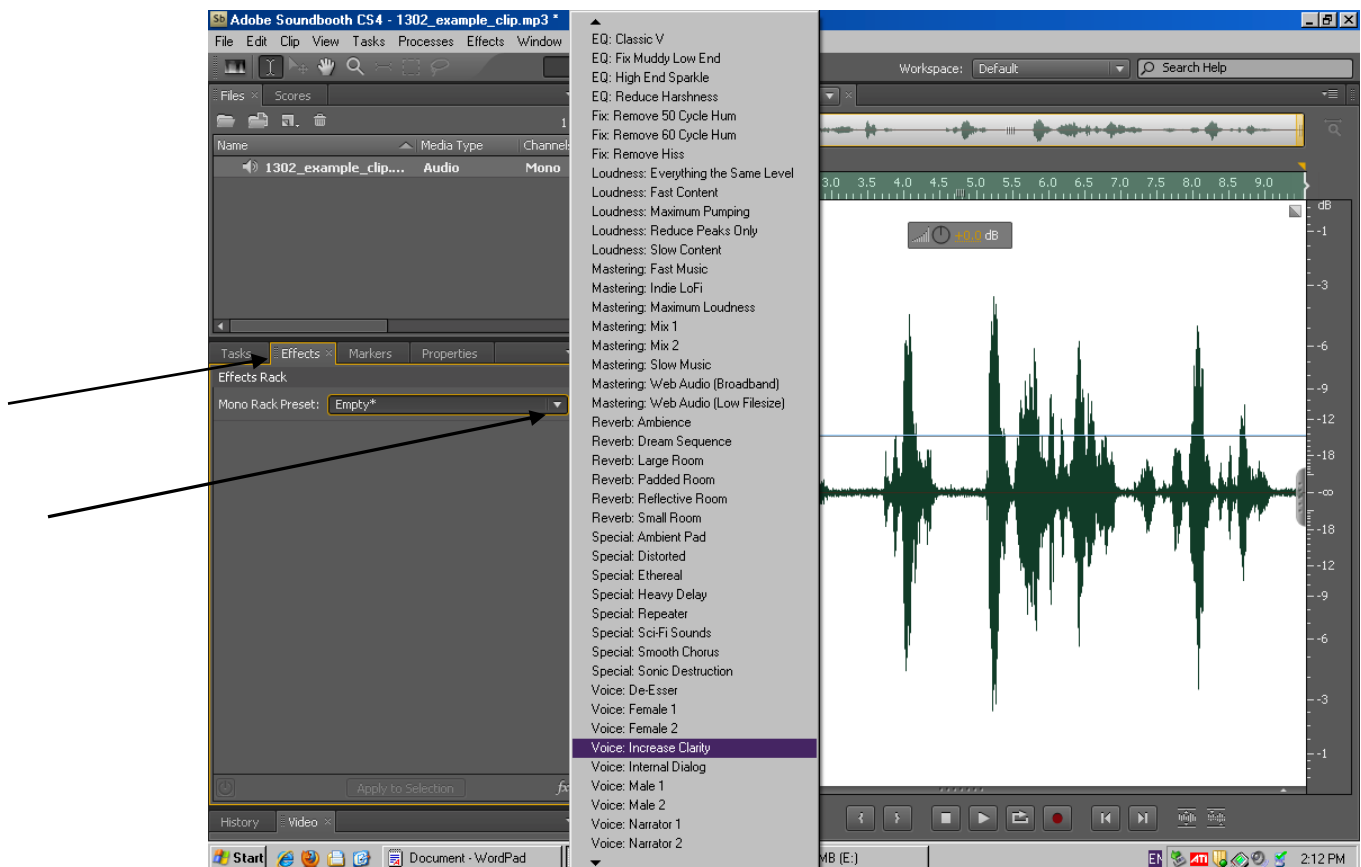 Adobe Soundbooth CS4 - 1302_example_clip.mp3 *
File Edit Clip View Tasks Processes Effects Window
Workspace: Default Search Help
Files Scores
1
Name Media Type Channels
1302_example_clip.... Audio Mono
Tasks Effects Markers Properties
Effects Rack
Mono Rack Preset: Empty*
Apply to Selection fx
History Video
EQ: Classic V
EQ: Fix Muddy Low End
EQ: High End Sparkle
EQ: Reduce Harshness
Fix: Remove 50 Cycle Hum
Fix: Remove 60 Cycle Hum
Fix: Remove Hiss
Loudness: Everything the Same Level
Loudness: Fast Content
Loudness: Maximum Pumping
Loudness: Reduce Peaks Only
Loudness: Slow Content
Mastering: Fast Music
Mastering: Indie LoFi
Mastering: Maximum Loudness
Mastering: Mix 1
Mastering: Mix 2
Mastering: Slow Music
Mastering: Web Audio (Broadband)
Mastering: Web Audio (Low Filesize)
Reverb: Ambience
Reverb: Dream Sequence
Reverb: Large Room
Reverb: Padded Room
Reverb: Reflective Room
Reverb: Small Room
Special: Ambient Pad
Special: Distorted
Special: Ethereal
Special: Heavy Delay
Special: Repeater
Special: Sci-Fi Sounds
Special: Smooth Chorus
Special: Sonic Destruction
Voice: De-Esser
Voice: Female 1
Voice: Female 2
Voice: Increase Clarity
Voice: Internal Dialog
Voice: Male 1
Voice: Male 2
Voice: Narrator 1
Voice: Narrator 2
3.0 3.5 4.0 4.5 5.0 5.5 6.0 6.5 7.0 7.5 8.0 8.5 9.0
+0.0 dB
dB
-1
-3
-6
-9
-12
-18
-∞
-18
-12
-9
-6
-3
-1
Start Document - WordPad MB (E:) EN ATI 2:12 PM